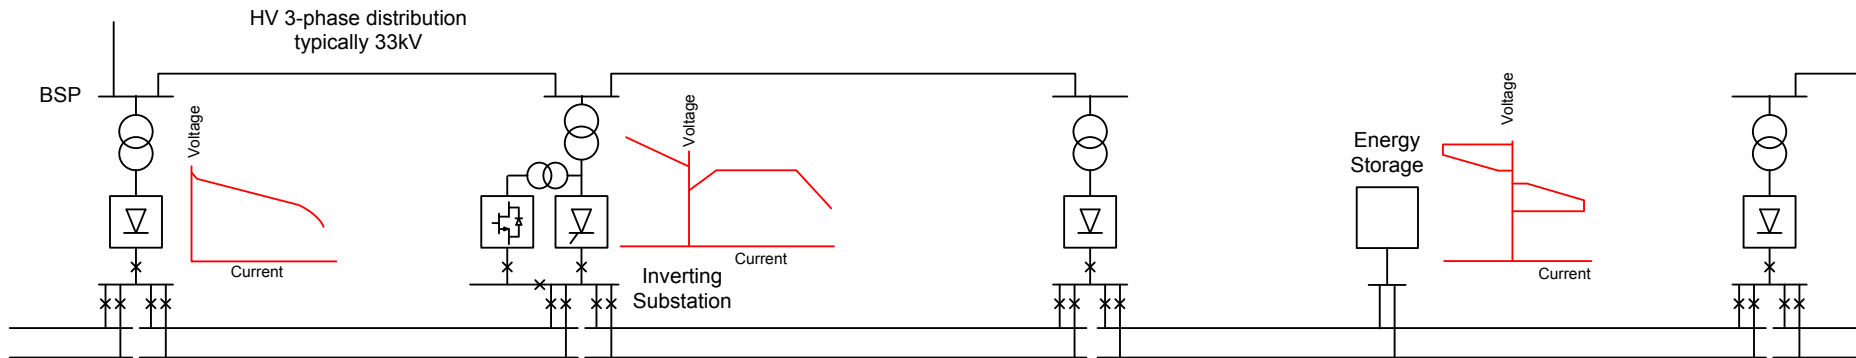 HV 3-phase distribution
typically 33kV
BSP
Voltage
Current
Voltage
Current
Inverting
Substation
Energy
Storage
Voltage
Current